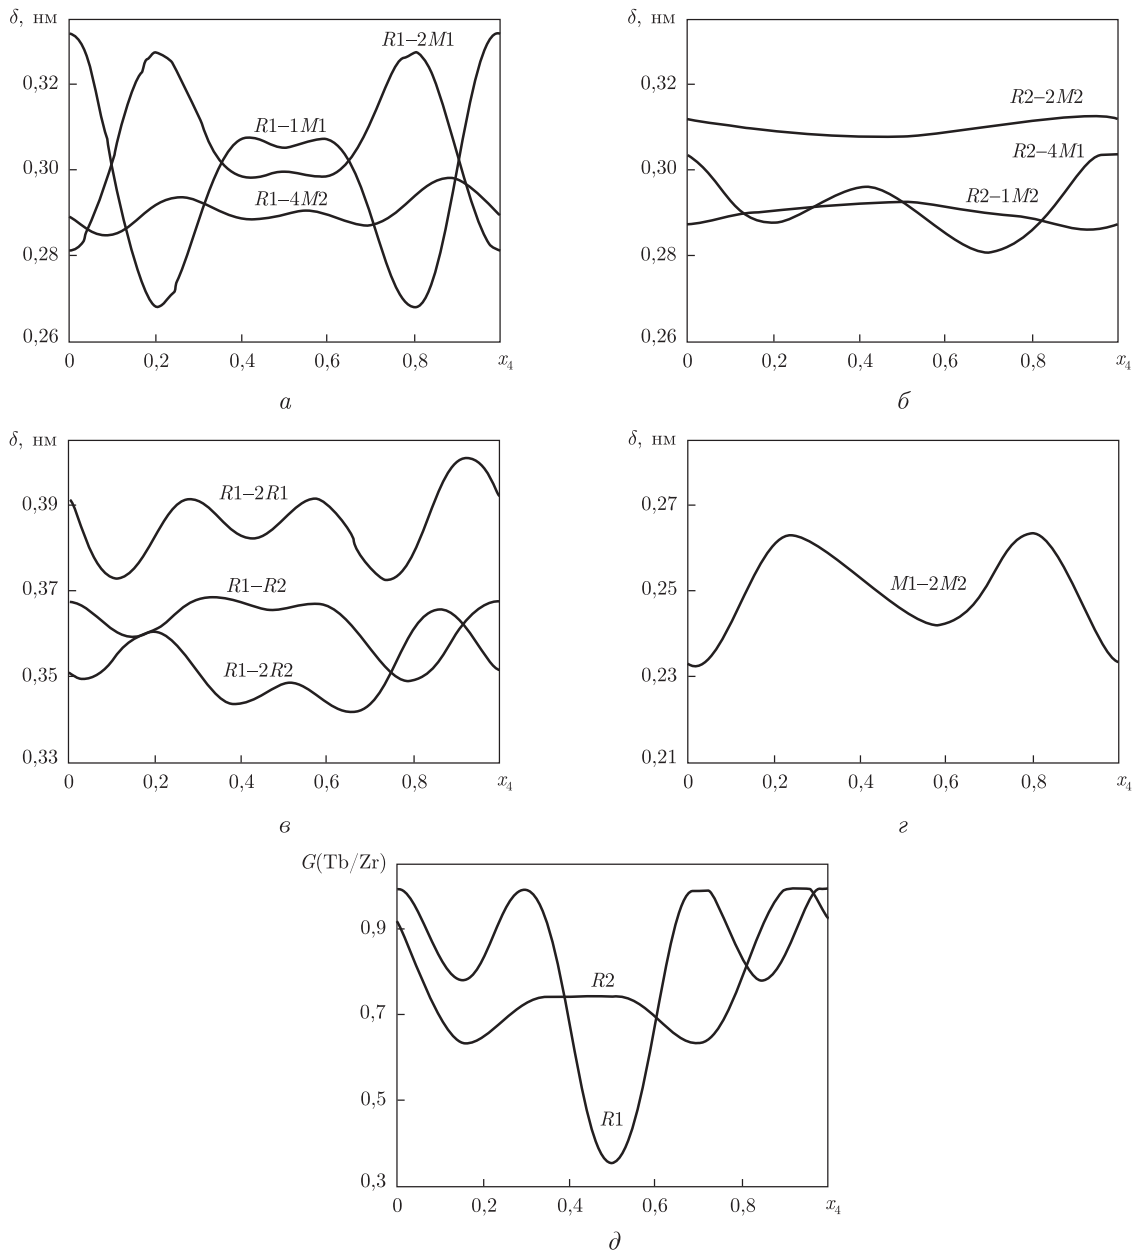 δ, нм
0,32
0,30
0,28
0,26
0 0,2 0,4 0,6 0,8 x4
R1–2M1
R1–1M1
R1–4M2
а
δ, нм
0,32
0,30
0,28
0,26
0 0,2 0,4 0,6 0,8 x4
R2–2M2
R2–4M1
R2–1M2
б
δ, нм
0,39
0,37
0,35
0,33
0 0,2 0,4 0,6 0,8 x4
R1–2R1
R1–R2
R1–2R2
в
δ, нм
0,27
0,25
0,23
0,21
0 0,2 0,4 0,6 0,8 x4
M1–2M2
г
G(Tb/Zr)
0,9
0,7
0,5
0,3
0 0,2 0,4 0,6 0,8 x4
R2
R1
д